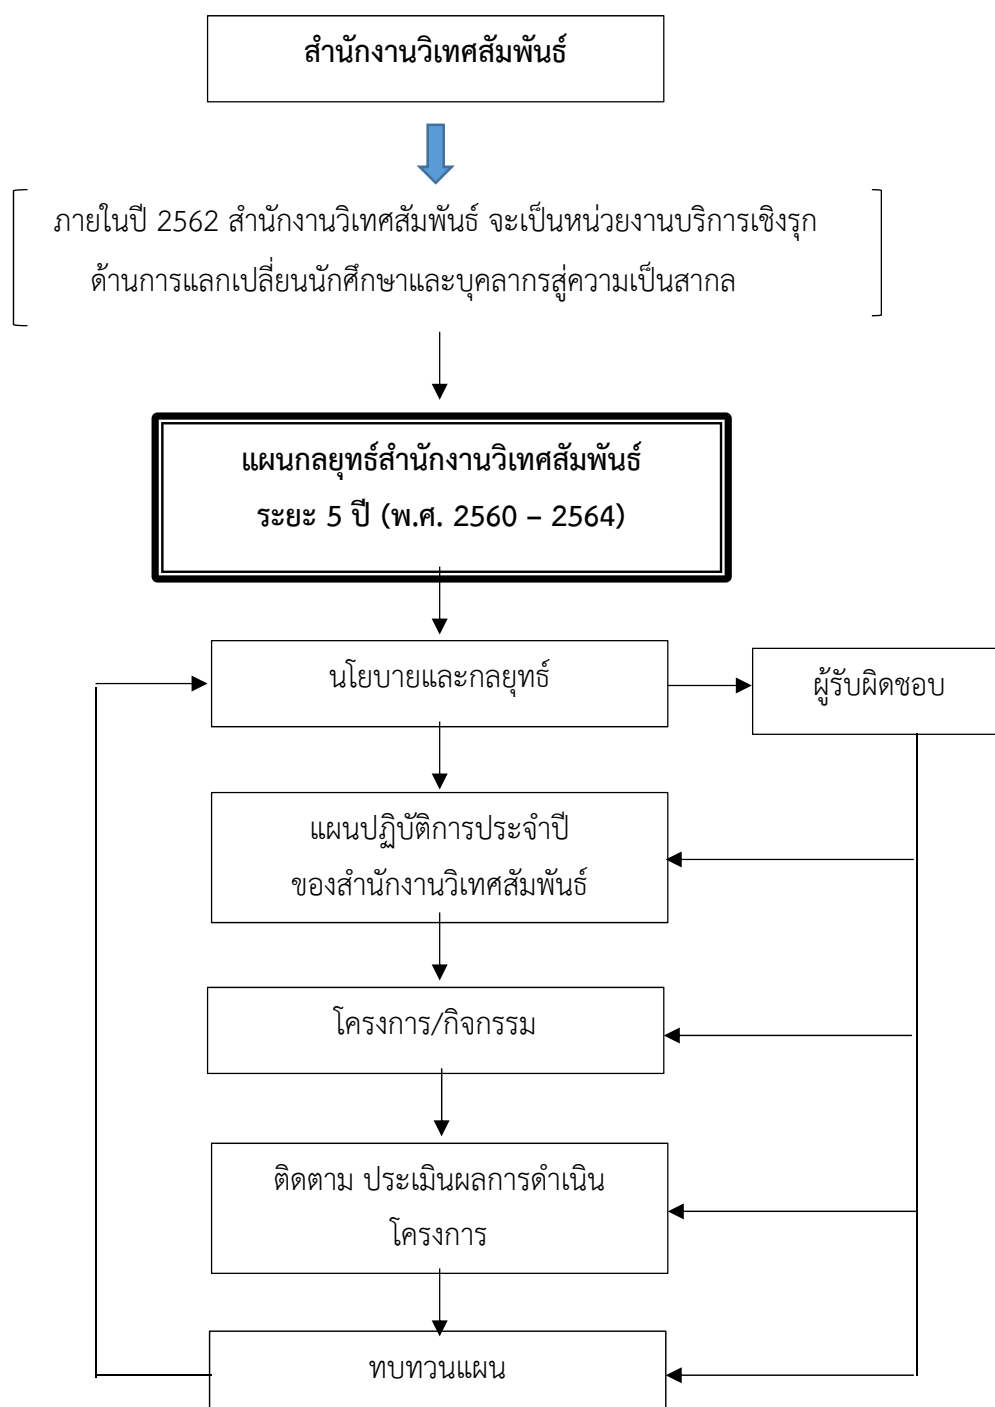 สำนักงานวิเทศสัมพันธ์
ภายในปี 2562 สำนักงานวิเทศสัมพันธ์ จะเป็นหน่วยงานบริการเชิงรุก
ด้านการแลกเปลี่ยนนักศึกษาและบุคลากรสู่ความเป็นสากล
แผนกลยุทธ์สำนักงานวิเทศสัมพันธ์
ระยะ 5 ปี (พ.ศ. 2560 – 2564)
นโยบายและกลยุทธ์
ผู้รับผิดชอบ
แผนปฏิบัติการประจำปี
ของสำนักงานวิเทศสัมพันธ์
โครงการ/กิจกรรม
ติดตาม ประเมินผลการดำเนิน
โครงการ
ทบทวนแผน